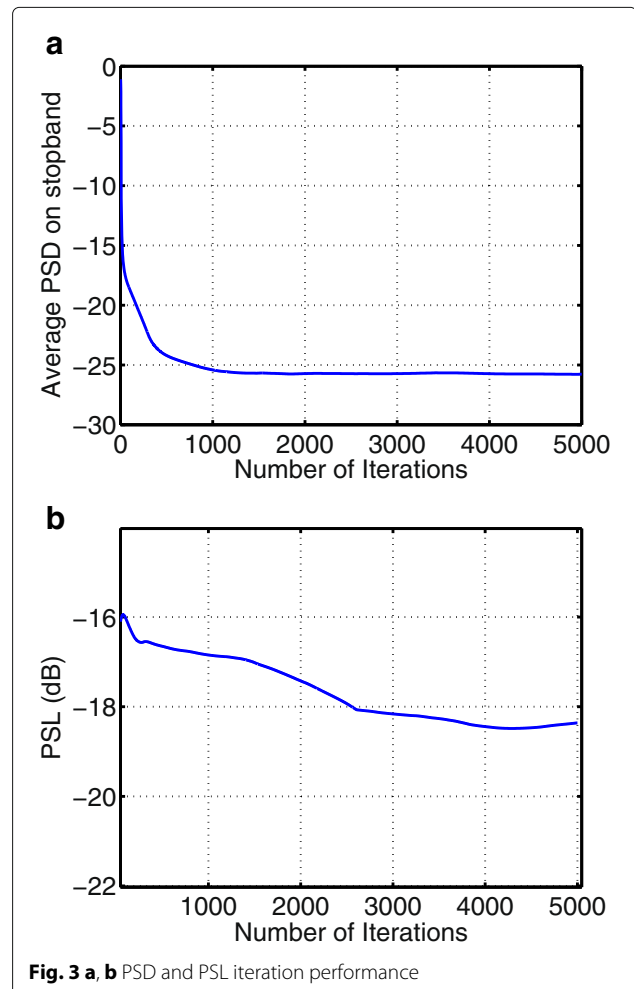 a
Average PSD on stopband
0
−5
−10
−15
−20
−25
−30
0 1000 2000 3000 4000 5000
Number of Iterations
b
PSL (dB)
−16
−18
−20
−22
1000 2000 3000 4000 5000
Number of Iterations
Fig. 3 a, b PSD and PSL iteration performance